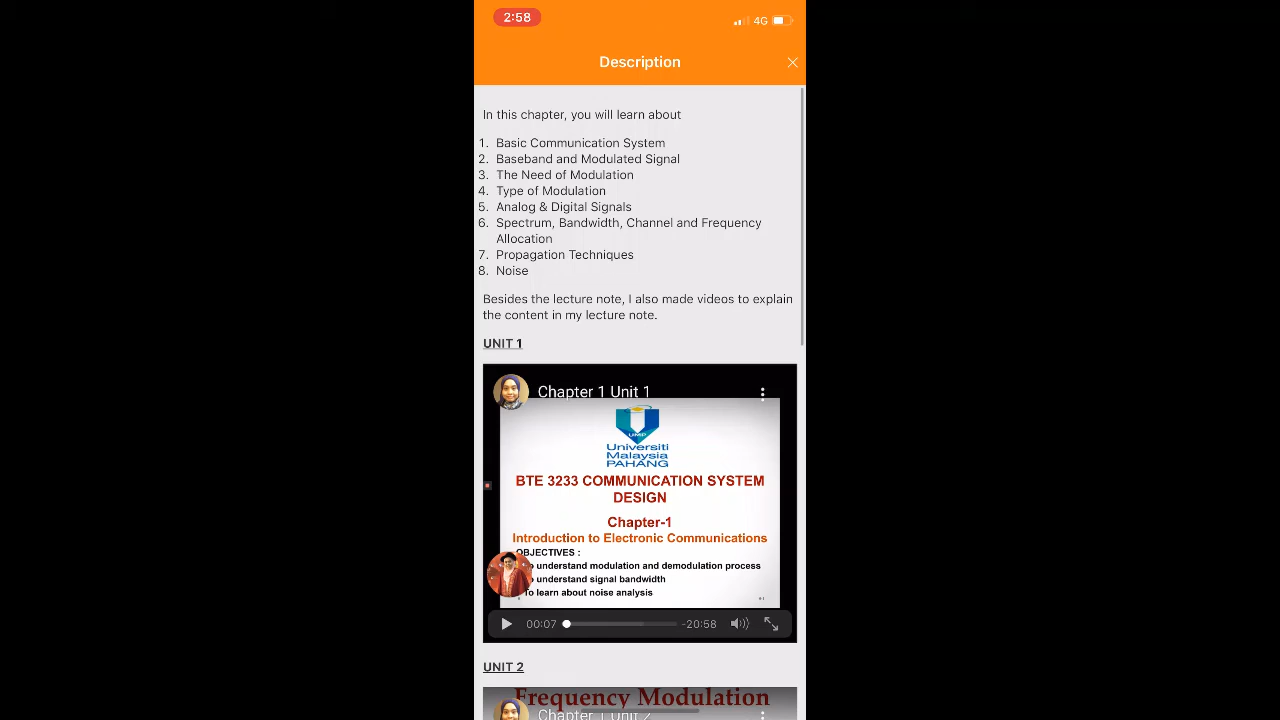 2:58
4G
Description
In this chapter, you will learn about
1. Basic Communication System
2. Baseband and Modulated Signal
3. The Need of Modulation
4. Type of Modulation
5. Analog & Digital Signals
6. Spectrum, Bandwidth, Channel and Frequency
Allocation
7. Propagation Techniques
8. Noise
Besides the lecture note, I also made videos to explain
the content in my lecture note.
UNIT 1
Chapter 1 Unit 1
UMP
Universiti
Malaysia
PAHANG
BTE 3233 COMMUNICATION SYSTEM
DESIGN
Chapter-1
Introduction to Electronic Communications
OBJECTIVES :
understand modulation and demodulation process
understand signal bandwidth
To learn about noise analysis
00:07
-20:58
UNIT 2
Frequency Modulation
Chapter 1 Unit 2